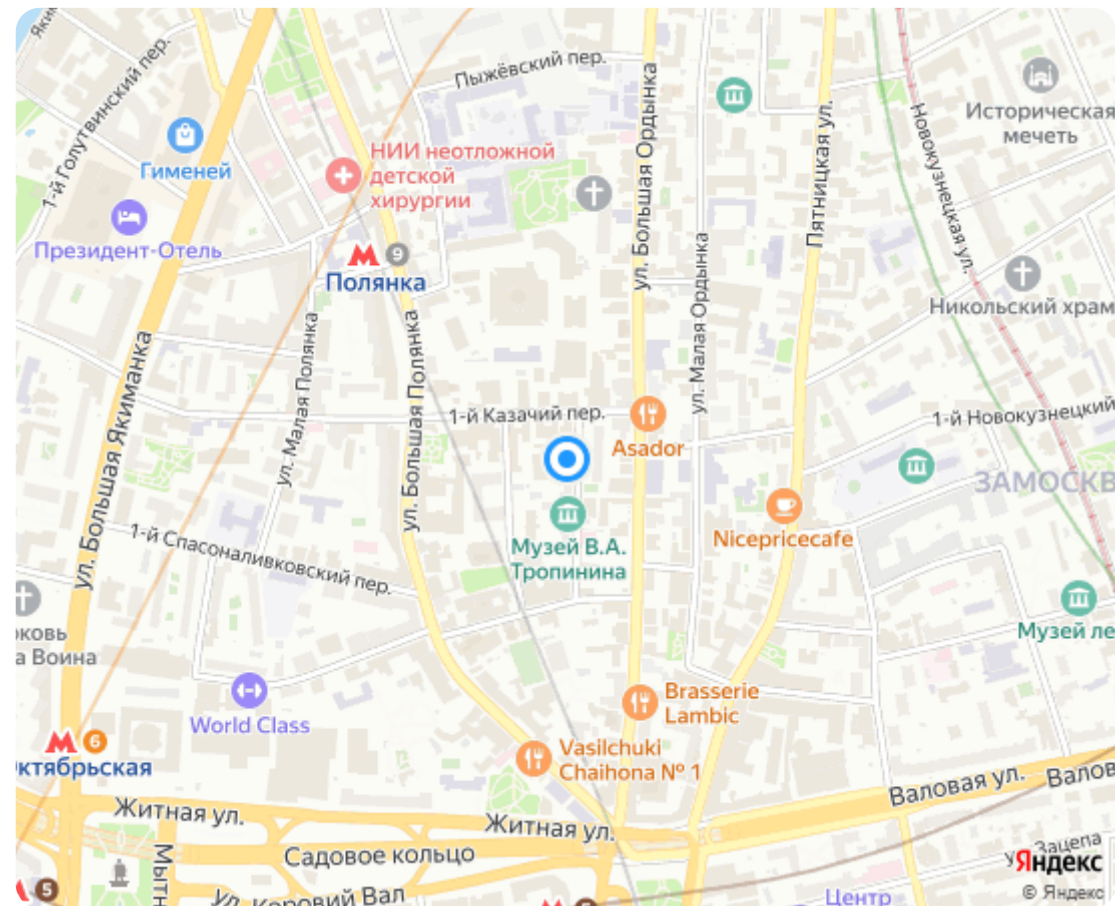 Пыжёвский пер.
1-й Голутвинский пер.
Гименей
НИИ неотложной
детской
хирургии
Президент-Отель
9
Полянка
ул. Большая Ордынка
Пятницкая ул.
Историческая
мечеть
Новокузнецкая ул.
Никольский храм
ул. Малая Ордынка
ул. Большая Якиманка
ул. Малая Полянка
ул. Большая Полянка
1-й Казачий пер.
Asador
1-й Новокузнецкий
ЗАМОСКВ
Nicepricecafe
1-й Спасоналивковский пер.
Музей В.А.
Тропинина
Музей ле
оковь
а Воина
World Class
Brasserie
Lambic
6
ктябрьская
Vasilchuki
Chaihona № 1
Валовая ул.
Валов
Житная ул.
Житная ул.
Садовое кольцо
Мытн
ул. Коровий Вал
5
Центр
Зацепа
Яндекс
© Яндекс